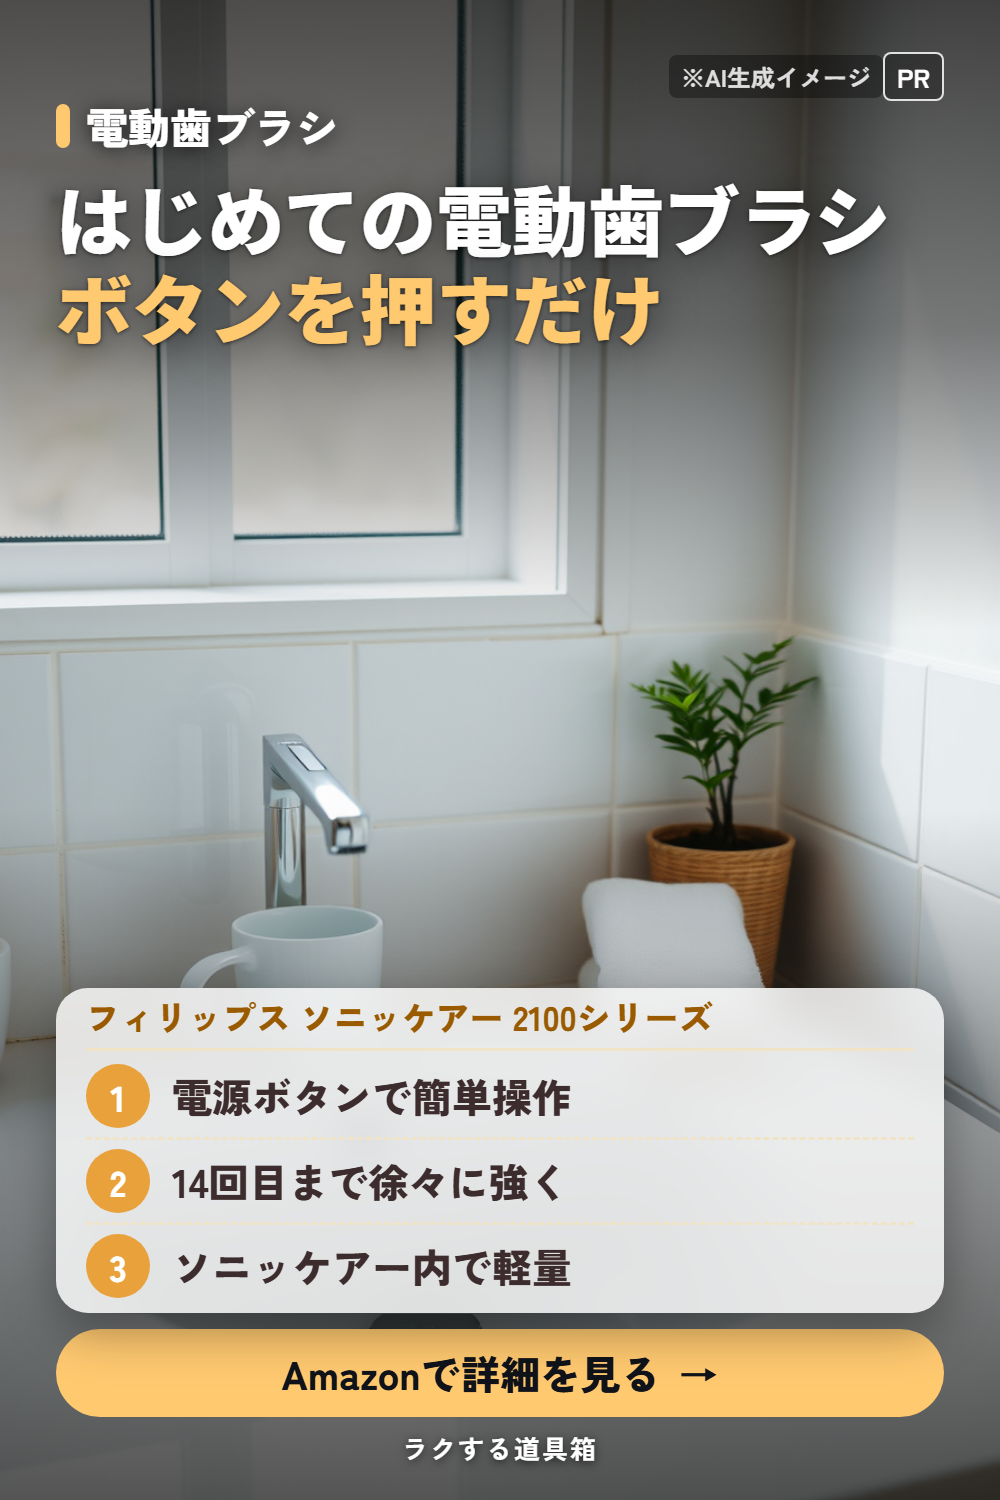 ※AI生成イメージ
PR
電動歯ブラシ
はじめての電動歯ブラシ
ボタンを押すだけ
フィリップス ソニッケアー 2100シリーズ
1 電源ボタンで簡単操作
2 14回目まで徐々に強く
3 ソニッケアー内で軽量
Amazonで詳細を見る →
ラクする道具箱